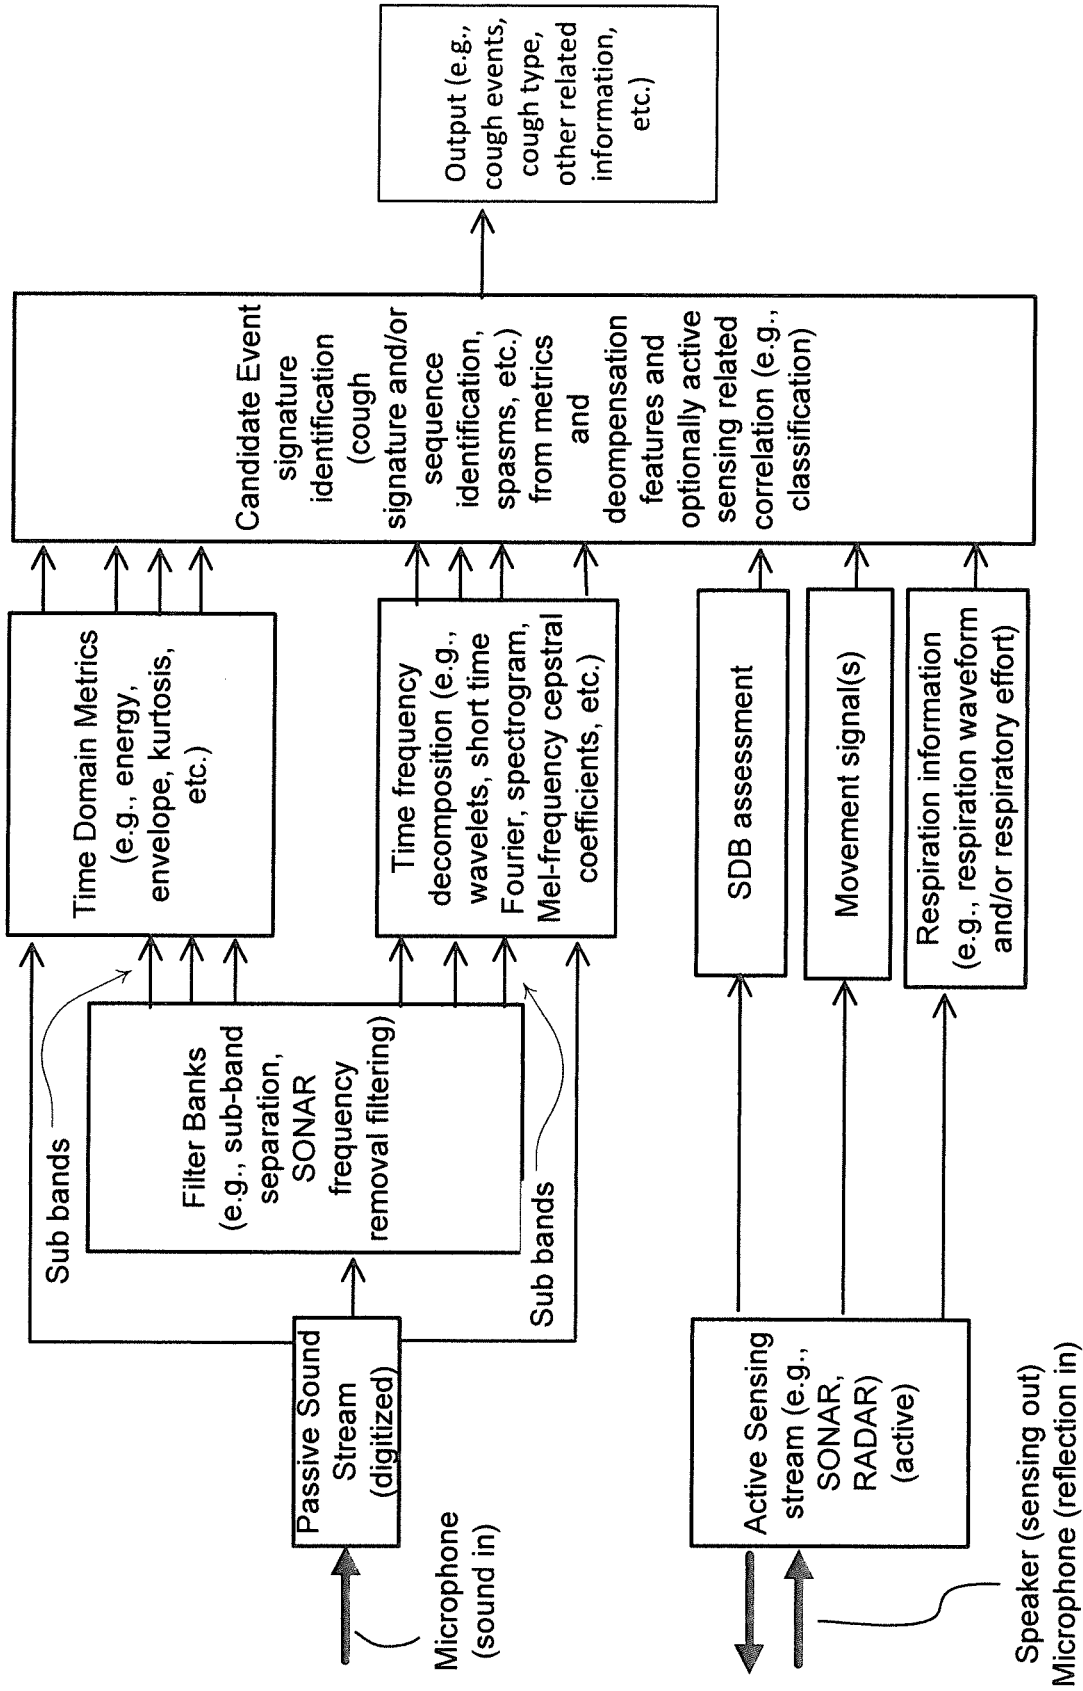 Microphone
(sound in)
Passive Sound
Stream
(digitized)
Sub bands
Filter Banks
(e.g., sub-band
separation,
SONAR
frequency
removal filtering)
Sub bands
Time Domain Metrics
(e.g., energy,
envelope, kurtosis,
etc.)
Time frequency
decomposition (e.g.,
wavelets, short time
Fourier, spectrogram,
Mel-frequency cepstral
coefficients, etc.)
Speaker (sensing out)
Microphone (reflection in)
Active Sensing
stream (e.g.,
SONAR,
RADAR)
(active)
SDB assessment
Movement signal(s)
Respiration information
(e.g., respiration waveform
and/or respiratory effort)
Candidate Event
signature
identification
(cough
signature and/or
sequence
identification,
spasms, etc.)
from metrics
and
deompensation
features and
optionally active
sensing related
correlation (e.g.,
classification)
Output (e.g.,
cough events,
cough type,
other related
information,
etc.)